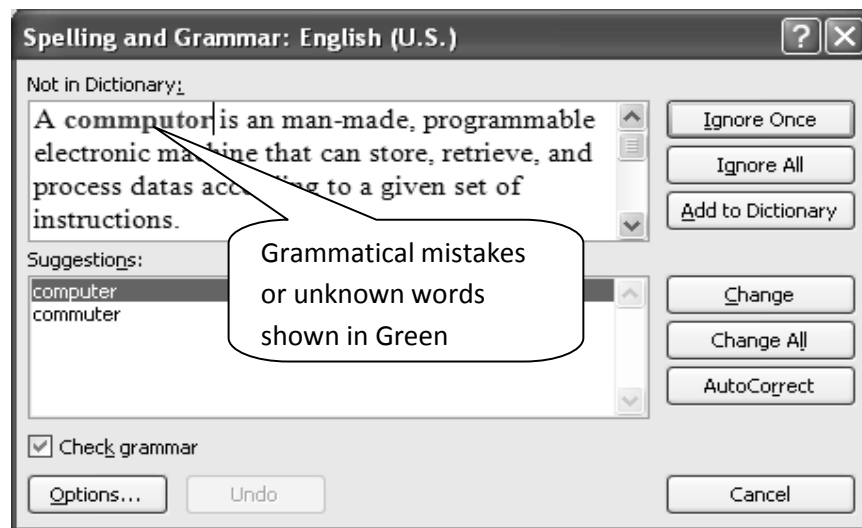 Spelling and Grammar: English (U.S.)
Not in Dictionary:
A commputor is an man-made, programmable
electronic machine that can store, retrieve, and
process datas according to a given set of
instructions.
Ignore Once
Ignore All
Add to Dictionary
Grammatical mistakes
or unknown words
shown in Green
Suggestions:
computer
commuter
Change
Change All
AutoCorrect
Check grammar
Options...
Undo
Cancel